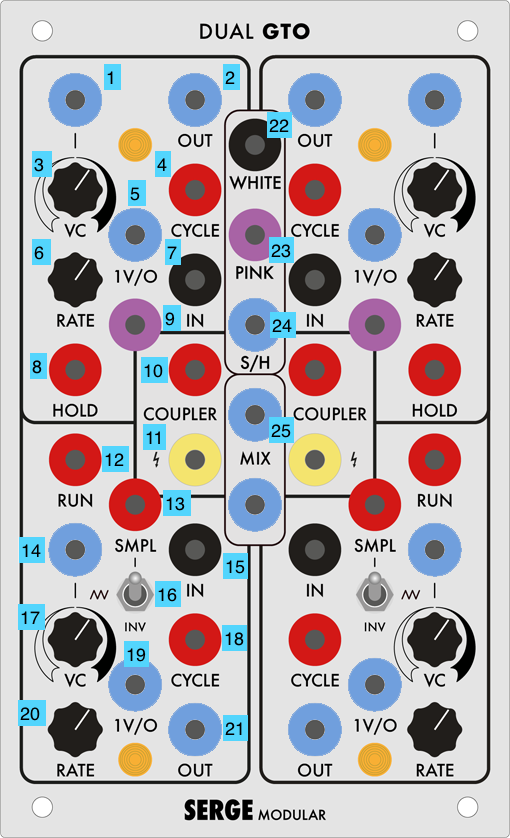 DUAL GTO
1 2
OUT 22 OUT
3 4 WHITE
VC 5 CYCLE CYCLE VC
6 7 23
1V/O PINK 1V/O
RATE 9 IN IN RATE
24
8 10 S/H
HOLD COUPLER COUPLER HOLD
11 25
12 MIX
RUN RUN
13
14 SMPL SMPL
15
IN IN
16
17 INV INV
18
VC 19 CYCLE CYCLE VC
20 1V/O 21 1V/O
RATE OUT OUT RATE
SERGE MODULAR